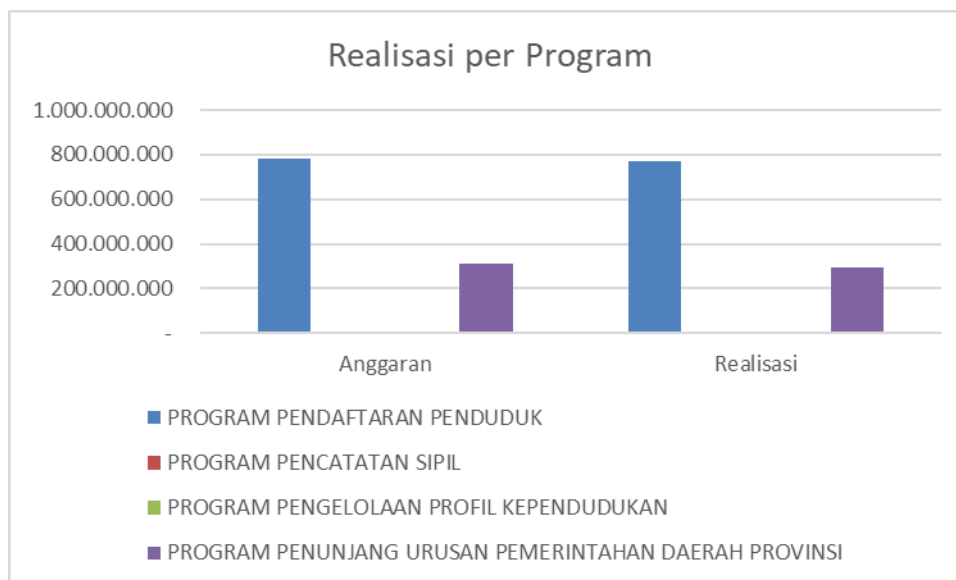 Realisasi per Program
1.000.000.000
800.000.000
600.000.000
400.000.000
200.000.000
-
Anggaran
Realisasi
PROGRAM PENDAFTARAN PENDUDUK
PROGRAM PENCATATAN SIPIL
PROGRAM PENGELOLAAN PROFIL KEPENDUDUKAN
PROGRAM PENUNJANG URUSAN PEMERINTAHAN DAERAH PROVINSI